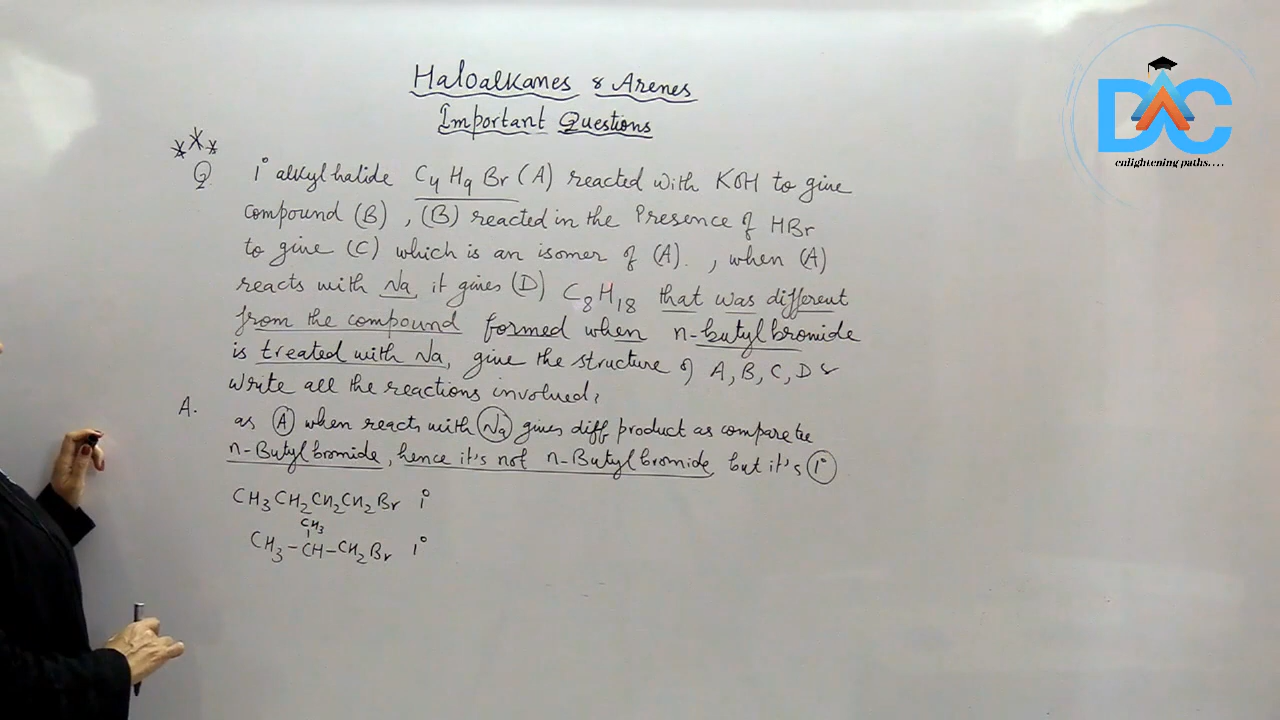 Haloalkanes & Arenes
Important Questions
DAC
enlightening paths....
Q 1° alkyl halide C4H9Br (A) reacted with KOH to give
compound (B), (B) reacted in the Presence of HBr
to give (C) which is an isomer of (A). , when (A)
reacts with Na it gives (D) C8H18 that was different
from the compound formed when n-butyl bromide
is treated with Na, give the structure of A, B, C, D &
write all the reactions involved?
A.
as (A) when reacts with (Na) gives diff product as compare to
n-Butyl bromide, hence it's not n-Butyl bromide but it's 1°
CH3CH2CH2CH2Br 1°
CH3
CH3-CH-CH2Br 1°